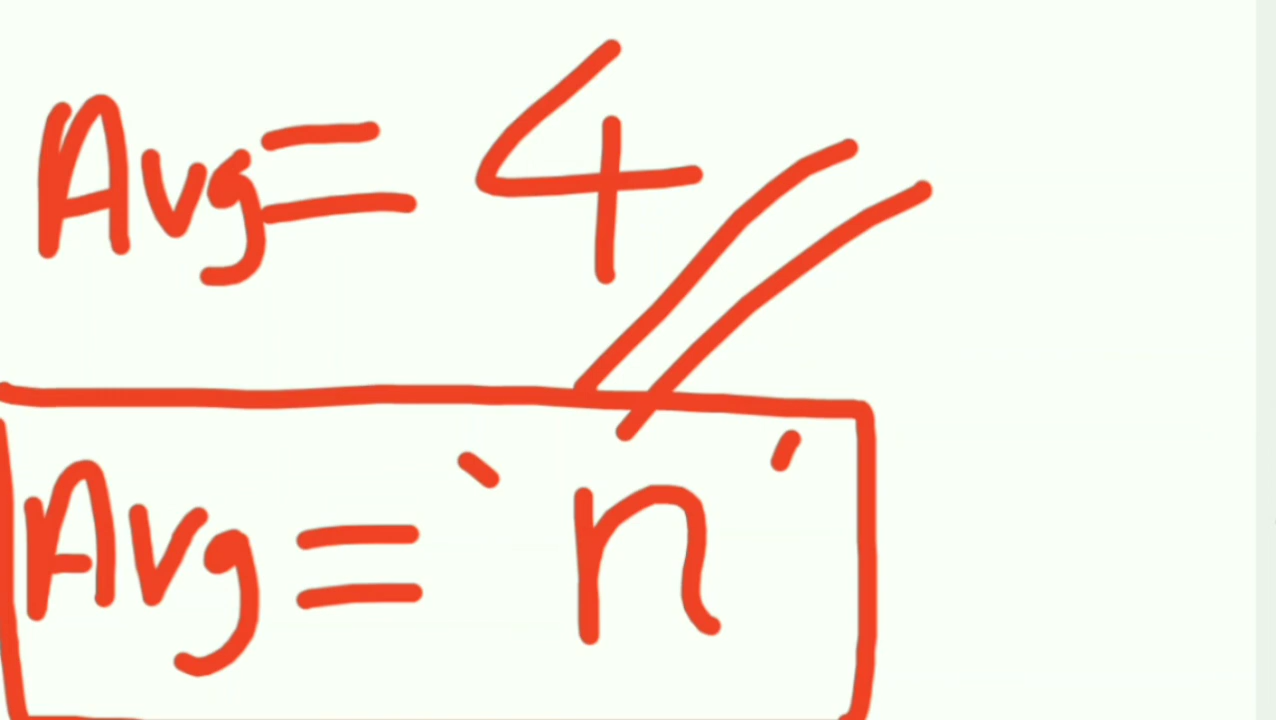 Avg = 4
Avg = 'n'